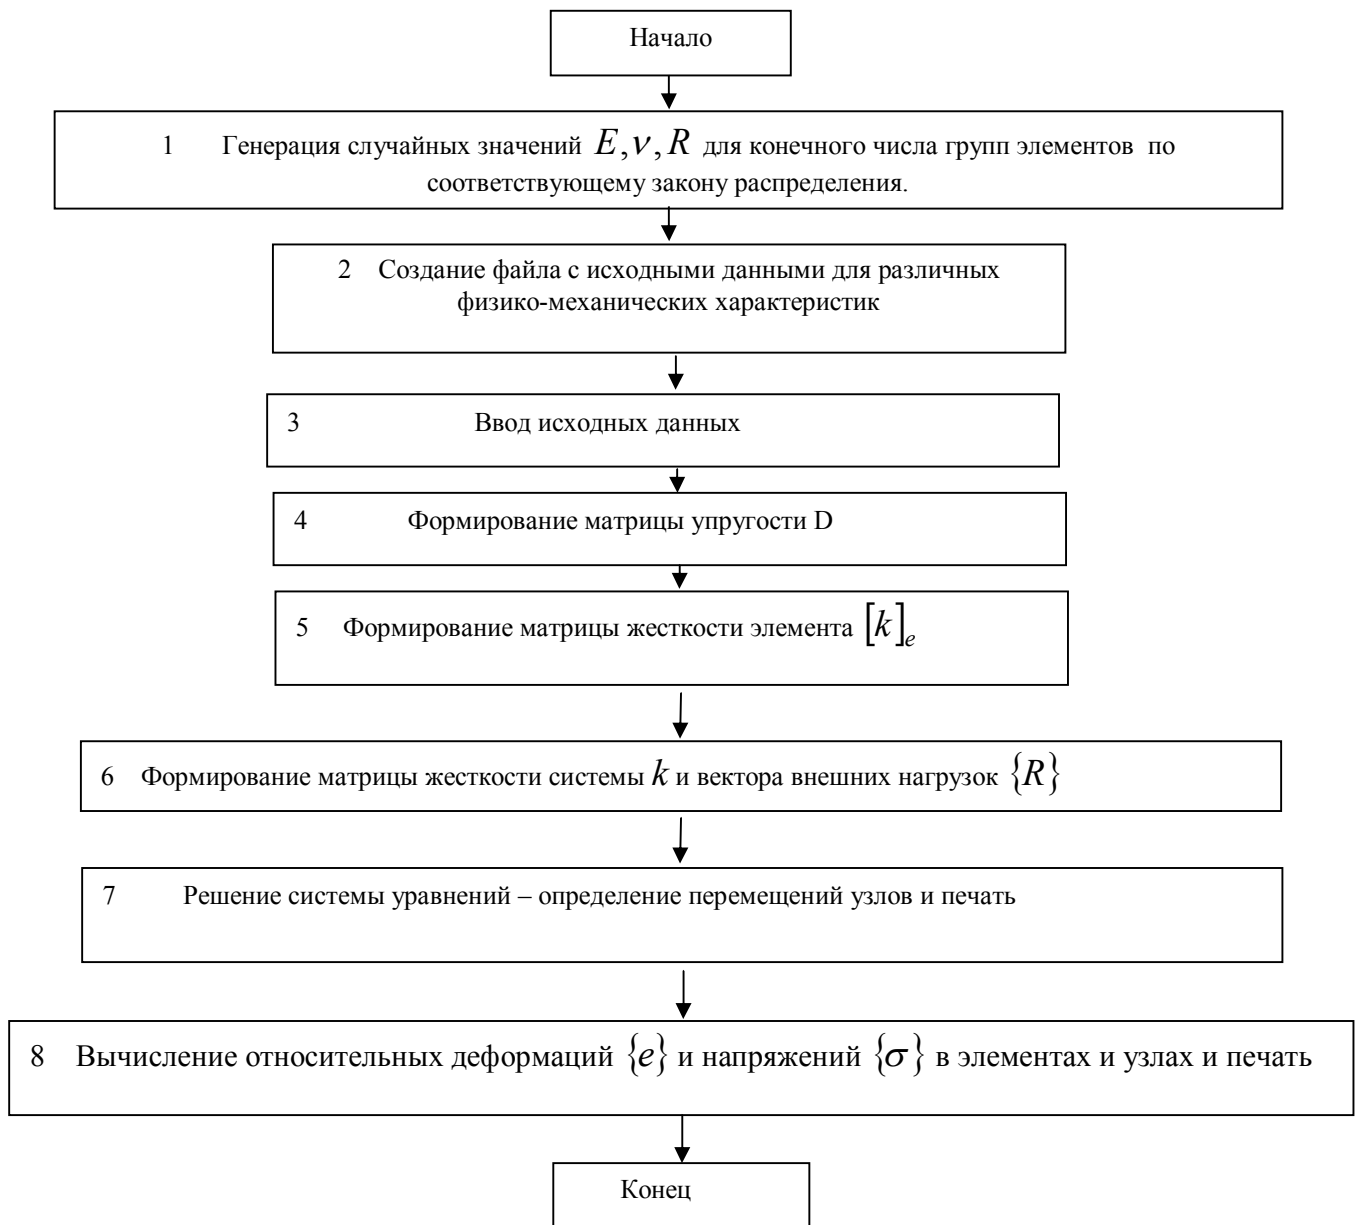 Начало
1 Генерация случайных значений E, ν, R для конечного числа групп элементов по
соответствующему закону распределения.
2 Создание файла с исходными данными для различных
физико-механических характеристик
3 Ввод исходных данных
4 Формирование матрицы упругости D
5 Формирование матрицы жесткости элемента [k]e
6 Формирование матрицы жесткости системы k и вектора внешних нагрузок {R}
7 Решение системы уравнений – определение перемещений узлов и печать
8 Вычисление относительных деформаций {e} и напряжений {σ} в элементах и узлах и печать
Конец